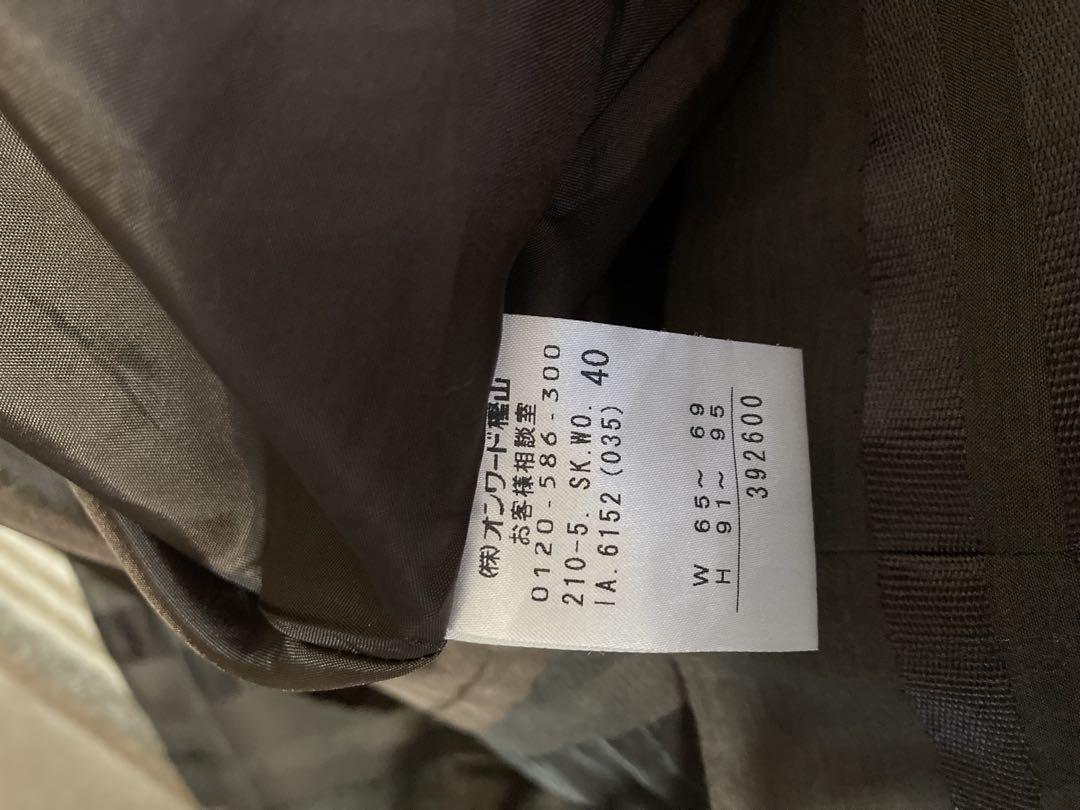 (株)オンワード樫山
お客様相談室
0120-586-300
210-5. SK.WO. 40
IA.6152(035)
W 65~ 69
H 91~ 95
392600